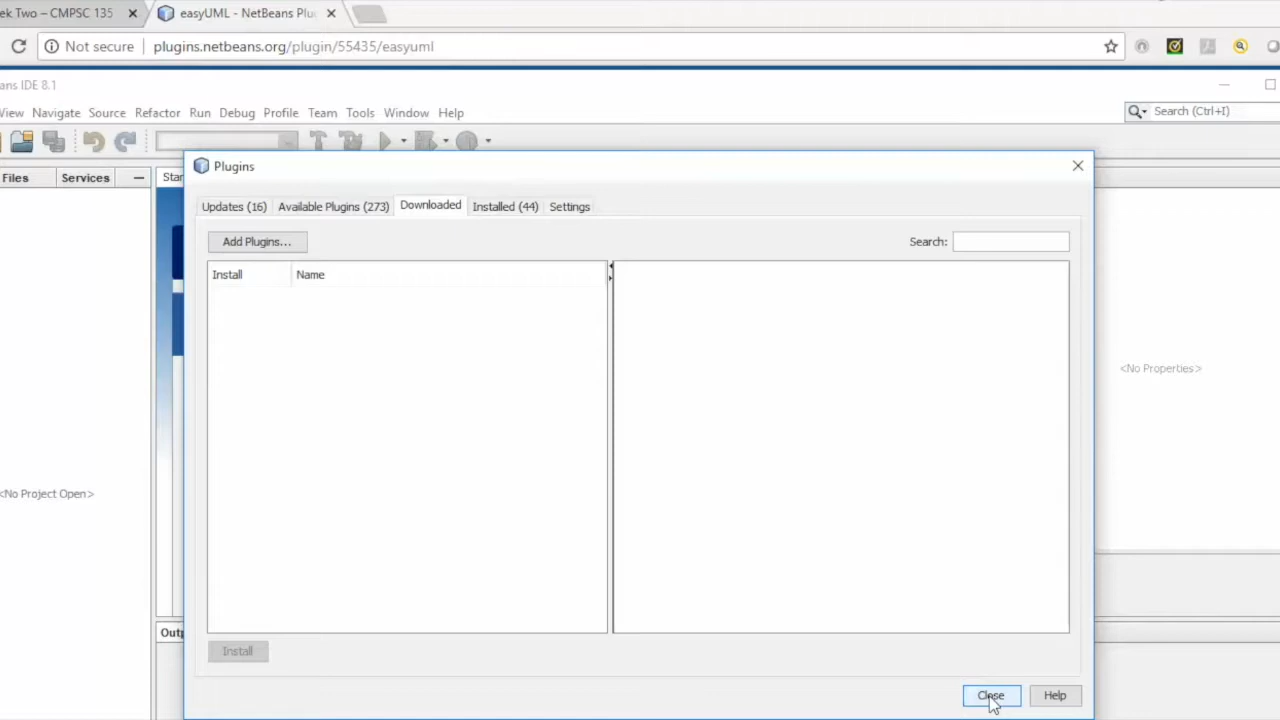 ek Two – CMPSC 135
easyUML - NetBeans Plu
Not secure
plugins.netbeans.org/plugin/55435/easyuml
ans IDE 8.1
View Navigate Source Refactor Run Debug Profile Team Tools Window Help
Search (Ctrl+I)
Files
Services
Star
Plugins
Updates (16)
Available Plugins (273)
Downloaded
Installed (44)
Settings
Add Plugins...
Search:
Install
Name
<No Properties>
<No Project Open>
Outp
Install
Close
Help